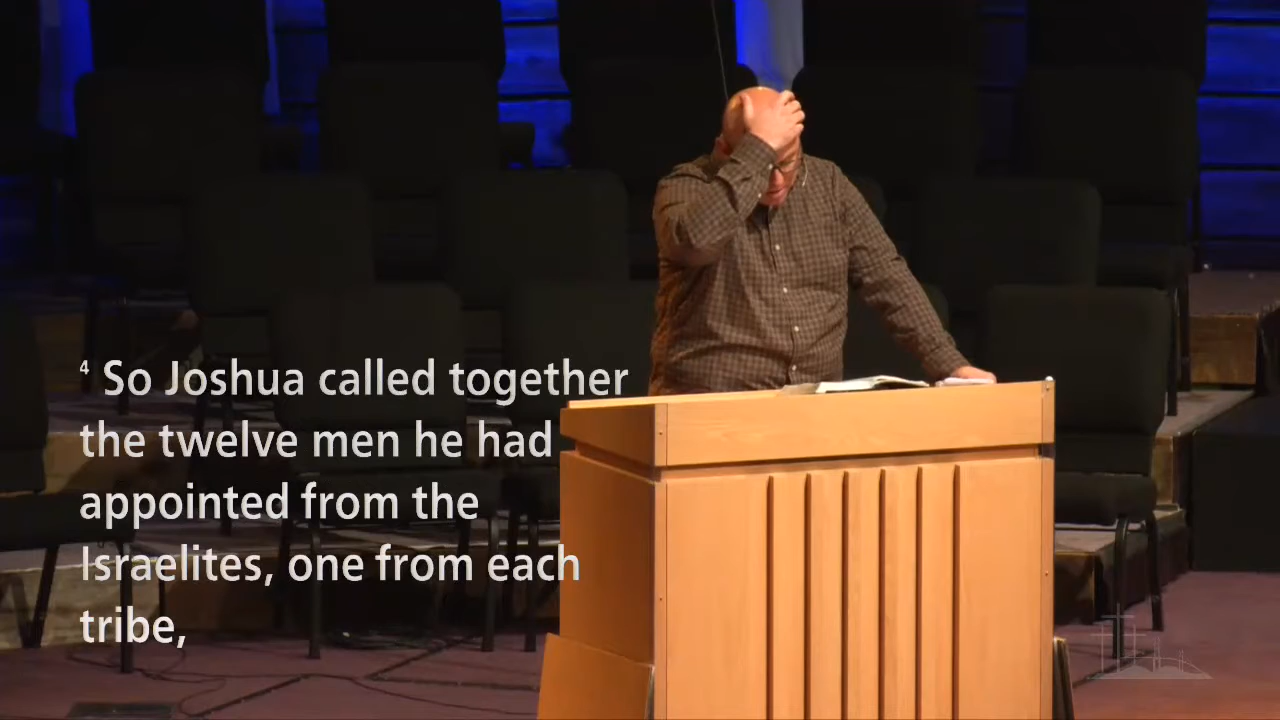 ⁴ So Joshua called together
the twelve men he had
appointed from the
Israelites, one from each
tribe,